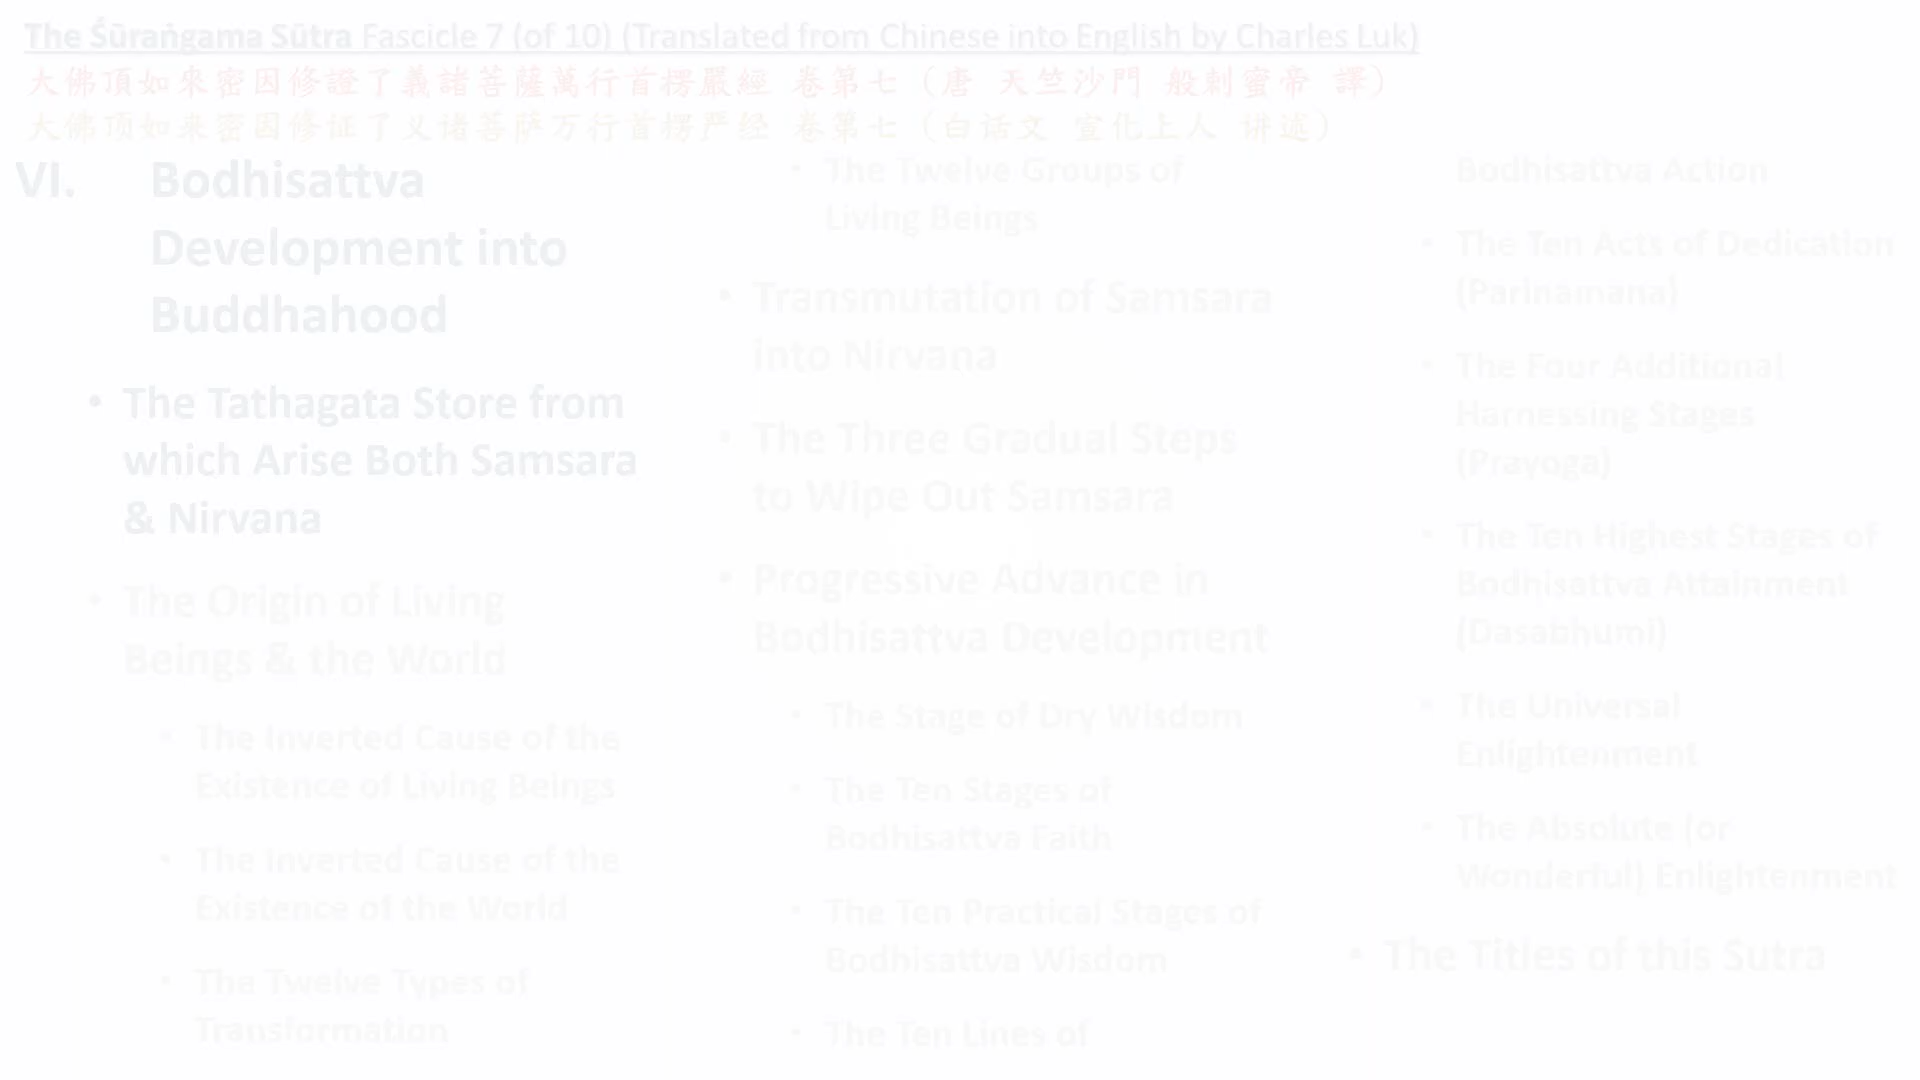 The Śūraṅgama Sūtra Fascicle 7 (of 10) (Translated from Chinese into English by Charles Luk)
大佛頂如來密因修證了義諸菩薩萬行首楞嚴經 卷第七（唐 天竺沙門 般剌蜜帝 譯）
大佛顶如来密因修证了义诸菩萨万行首楞严经 卷第七（白话文 宣化上人 讲述）
VI. Bodhisattva
Development into
Buddhahood
• The Tathagata Store from
which Arise Both Samsara
& Nirvana
• The Origin of Living
Beings & the World
• The Inverted Cause of the
Existence of Living Beings
• The Inverted Cause of the
Existence of the World
• The Twelve Types of
Transformation
• The Twelve Groups of
Living Beings
• Transmutation of Samsara
into Nirvana
• The Three Gradual Steps
to Wipe Out Samsara
• Progressive Advance in
Bodhisattva Development
• The Stage of Dry Wisdom
• The Ten Stages of
Bodhisattva Faith
• The Ten Practical Stages of
Bodhisattva Wisdom
• The Ten Lines of
Bodhisattva Action
• The Ten Acts of Dedication
(Parinamana)
• The Four Additional
Harnessing Stages
(Prayoga)
• The Ten Highest Stages of
Bodhisattva Attainment
(Dasabhumi)
• The Universal
Enlightenment
• The Absolute (or
Wonderful) Enlightenment
• The Titles of this Sutra